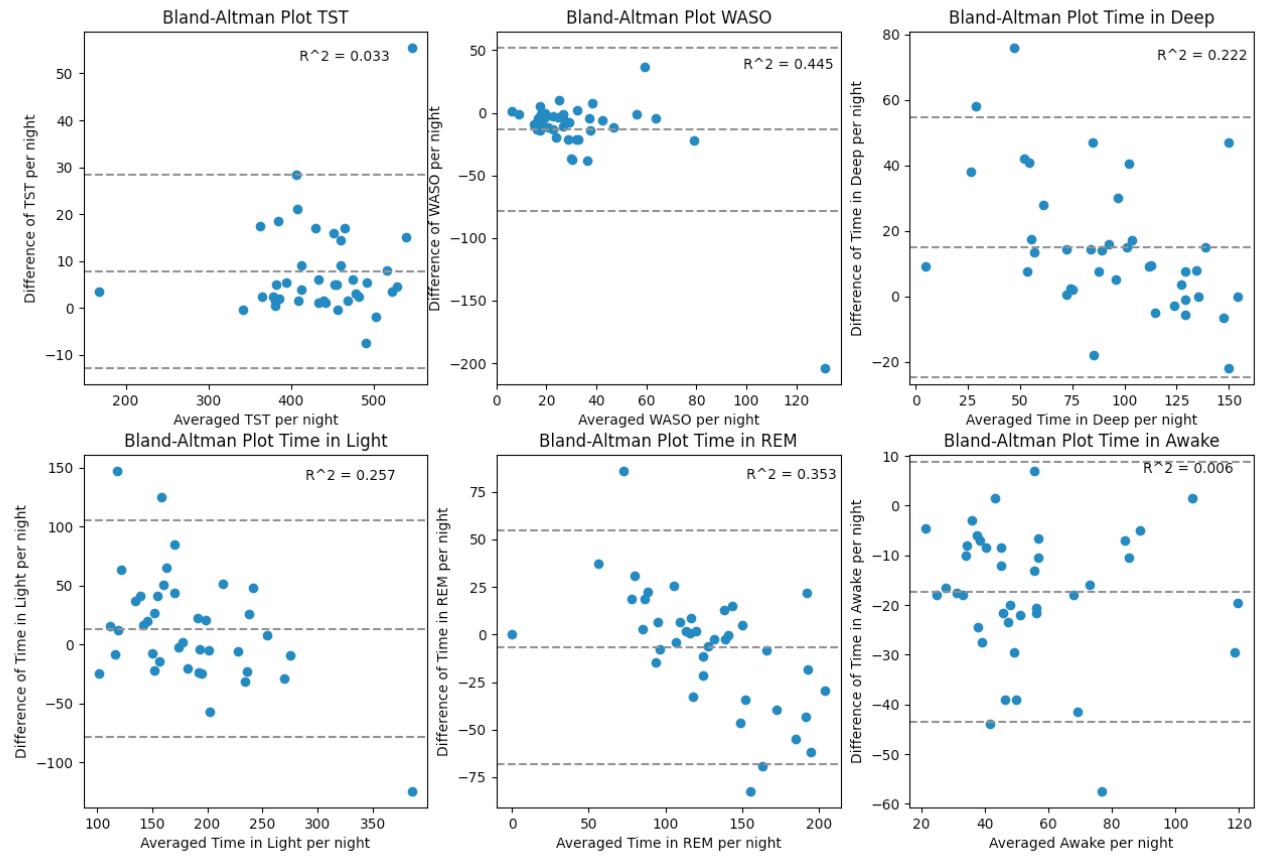 Bland-Altman Plot TST
R^2 = 0.033
Difference of TST per night
50
40
30
20
10
0
−10
200 300 400 500
Averaged TST per night
Bland-Altman Plot WASO
R^2 = 0.445
Difference of WASO per night
50
0
−50
−100
−150
−200
0 20 40 60 80 100 120
Averaged WASO per night
Bland-Altman Plot Time in Deep
R^2 = 0.222
Difference of Time in Deep per night
80
60
40
20
0
−20
0 25 50 75 100 125 150
Averaged Time in Deep per night
Bland-Altman Plot Time in Light
R^2 = 0.257
Difference of Time in Light per night
150
100
50
0
−50
−100
100 150 200 250 300 350
Averaged Time in Light per night
Bland-Altman Plot Time in REM
R^2 = 0.353
Difference of Time in REM per night
75
50
25
0
−25
−50
−75
0 50 100 150 200
Averaged Time in REM per night
Bland-Altman Plot Time in Awake
R^2 = 0.006
Difference of Time in Awake per night
10
0
−10
−20
−30
−40
−50
−60
20 40 60 80 100 120
Averaged Awake per night